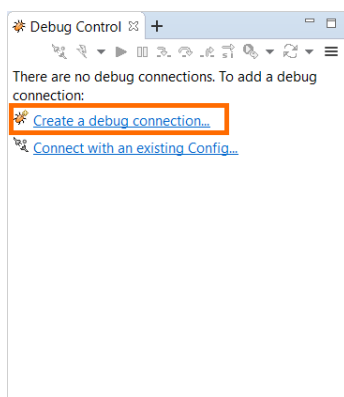 Debug Control
There are no debug connections. To add a debug
connection:
Create a debug connection...
Connect with an existing Config...